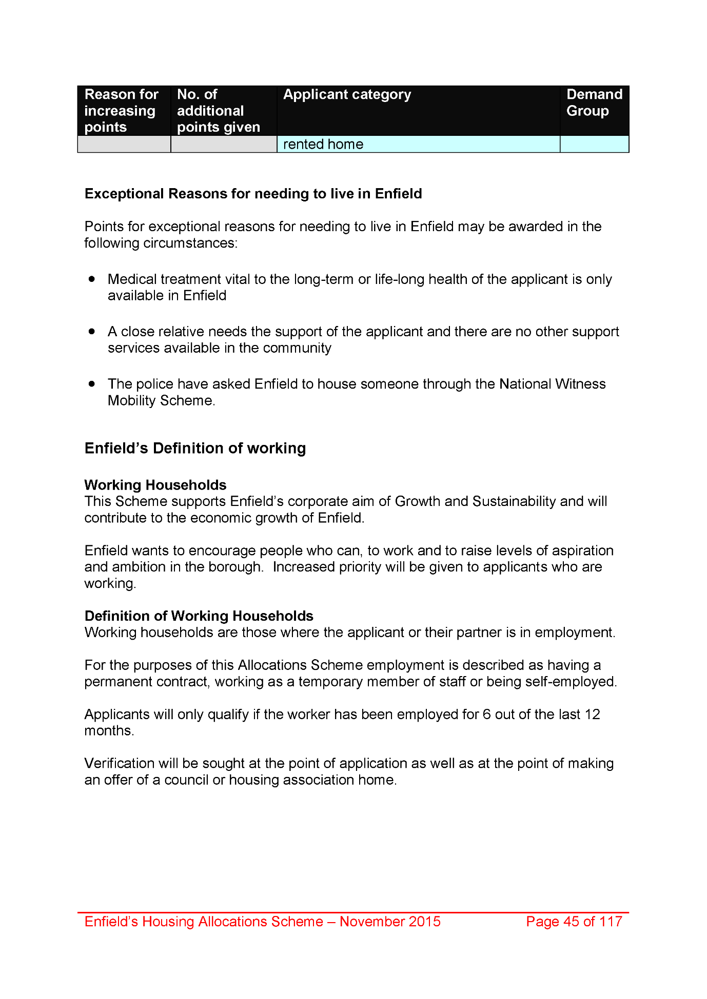 Reason for increasing points | No. of additional points given | Applicant category | Demand Group
rented home
Exceptional Reasons for needing to live in Enfield
Points for exceptional reasons for needing to live in Enfield may be awarded in the
following circumstances:
• Medical treatment vital to the long-term or life-long health of the applicant is only
available in Enfield
• A close relative needs the support of the applicant and there are no other support
services available in the community
• The police have asked Enfield to house someone through the National Witness
Mobility Scheme.
Enfield’s Definition of working
Working Households
This Scheme supports Enfield’s corporate aim of Growth and Sustainability and will
contribute to the economic growth of Enfield.
Enfield wants to encourage people who can, to work and to raise levels of aspiration
and ambition in the borough.  Increased priority will be given to applicants who are
working.
Definition of Working Households
Working households are those where the applicant or their partner is in employment.
For the purposes of this Allocations Scheme employment is described as having a
permanent contract, working as a temporary member of staff or being self-employed.
Applicants will only qualify if the worker has been employed for 6 out of the last 12
months.
Verification will be sought at the point of application as well as at the point of making
an offer of a council or housing association home.
Enfield’s Housing Allocations Scheme – November 2015 Page 45 of 117